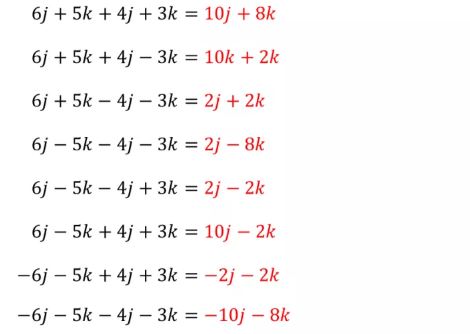 6j + 5k + 4j + 3k = 10j + 8k
6j + 5k + 4j − 3k = 10k + 2k
6j + 5k − 4j − 3k = 2j + 2k
6j − 5k − 4j − 3k = 2j − 8k
6j − 5k − 4j + 3k = 2j − 2k
6j − 5k + 4j + 3k = 10j − 2k
−6j − 5k + 4j + 3k = −2j − 2k
−6j − 5k − 4j − 3k = −10j − 8k